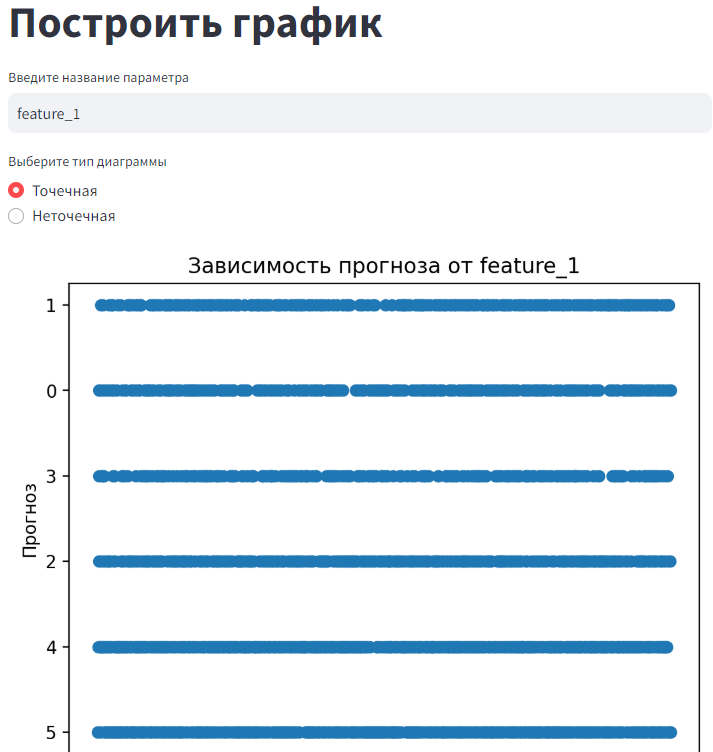 Построить график
Введите название параметра
feature_1
Выберите тип диаграммы
Точечная
Неточечная
Зависимость прогноза от feature_1
1
0
3
Прогноз
2
4
5